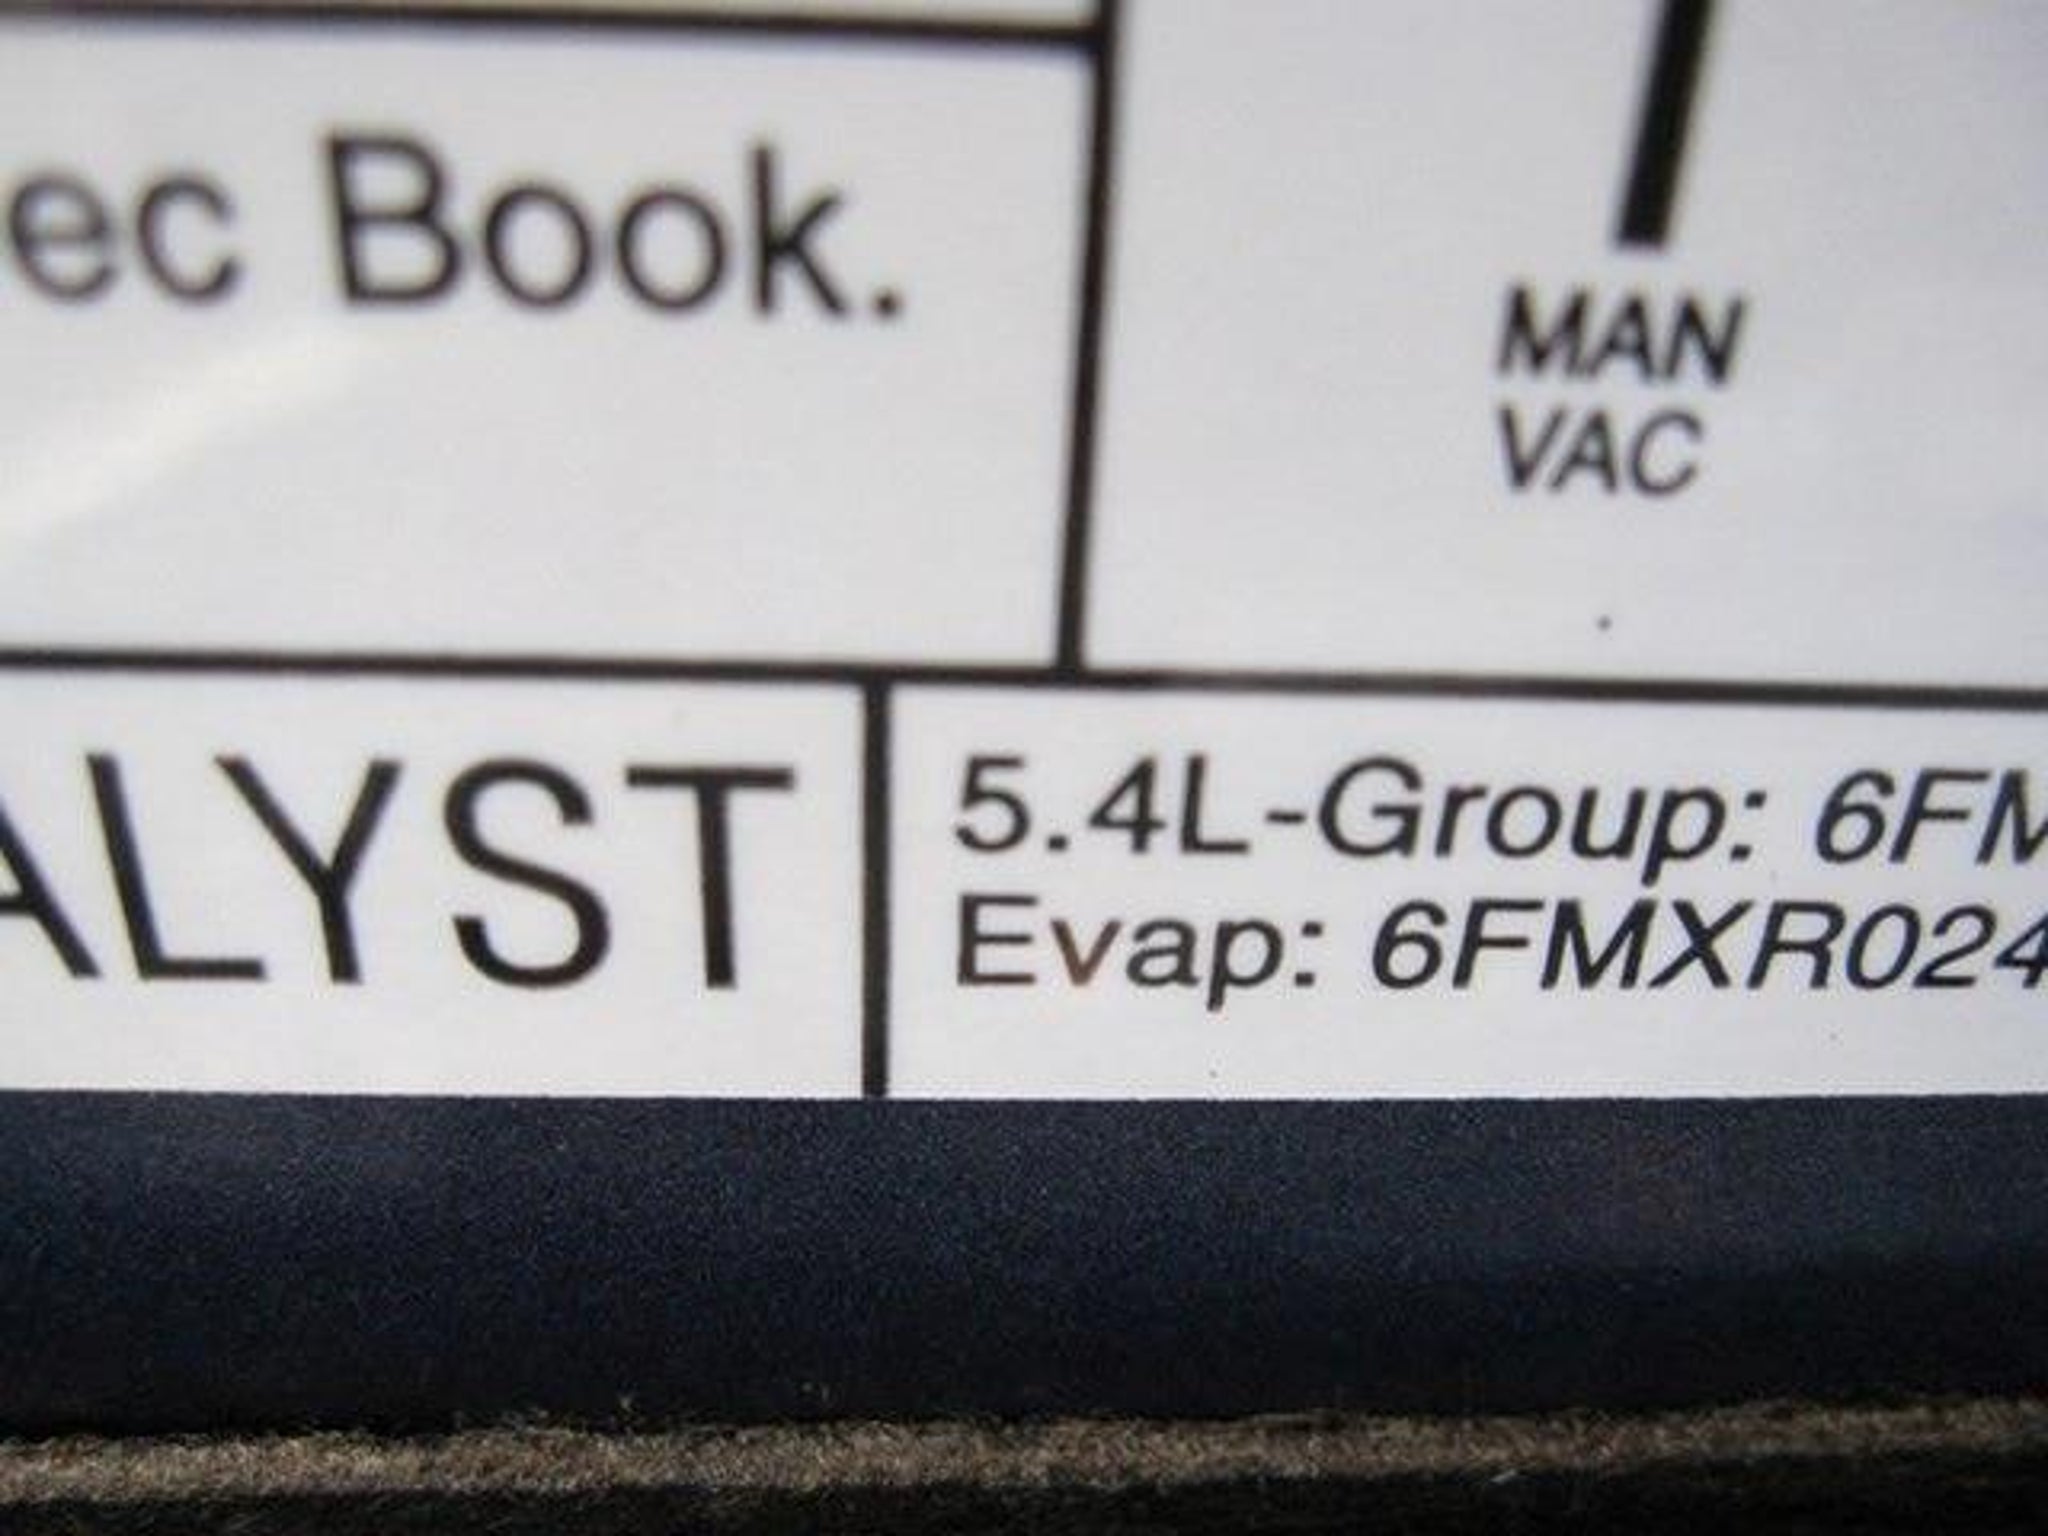 ec Book.
MAN
VAC
ALYST
5.4L-Group: 6FM
Evap: 6FMXR024